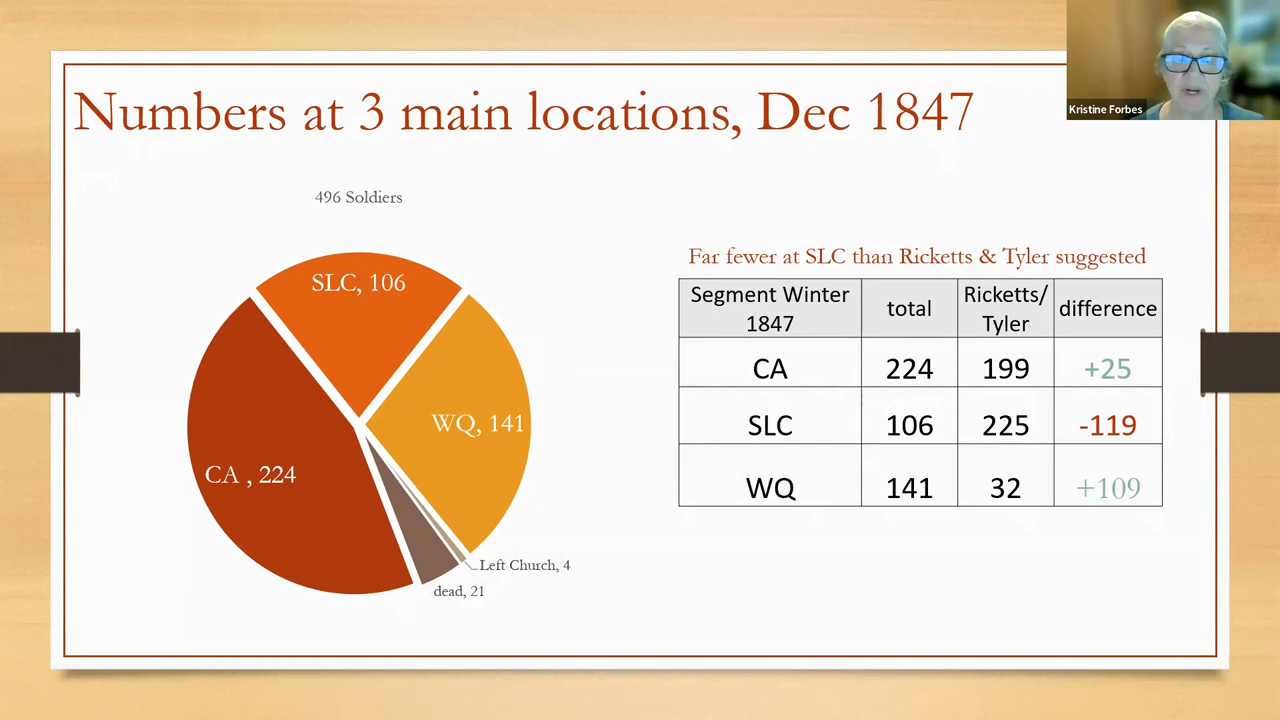 Numbers at 3 main locations, Dec 1847
Kristine Forbes
496 Soldiers
SLC, 106
WQ, 141
CA , 224
Left Church, 4
dead, 21
Far fewer at SLC than Ricketts & Tyler suggested
Segment Winter 1847 total Ricketts/ Tyler difference
CA 224 199 +25
SLC 106 225 -119
WQ 141 32 +109